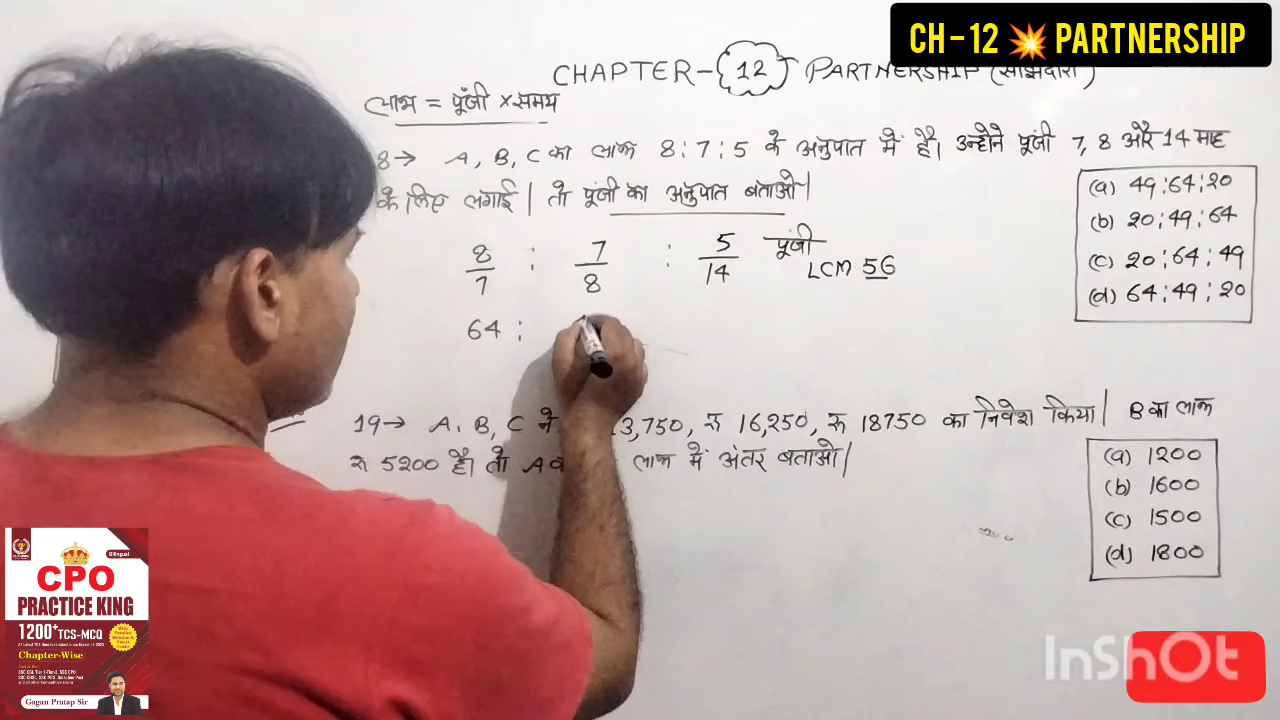 CH - 12 💥 PARTNERSHIP
CHAPTER - 12 PARTNERSHIP (साझेदारी)
लाभ = पूंजी × समय
8→ A, B, C का लाभ 8 : 7 : 5 के अनुपात में है। उन्होने पूंजी 7, 8 और 14 माह
के लिए लगाई। तो पूंजी का अनुपात बताओ।
(a) 49 : 64 : 20
(b) 20 : 49 : 64
(c) 20 : 64 : 49
(d) 64 : 49 : 20
8/7 : 7/8 : 5/14 पूंजी
LCM 56
64 :
19→ A, B, C ने 3,750, रू 16,250, रू 18750 का निवेश किया। B का लाभ
रू 5200 है। तो A लाभ में अंतर बताओ।
(a) 1200
(b) 1600
(c) 1500
(d) 1800
Bilingual
CPO
PRACTICE KING
1200+ TCS-MCQ
Chapter-Wise
Gagan Pratap Sir
InShOt